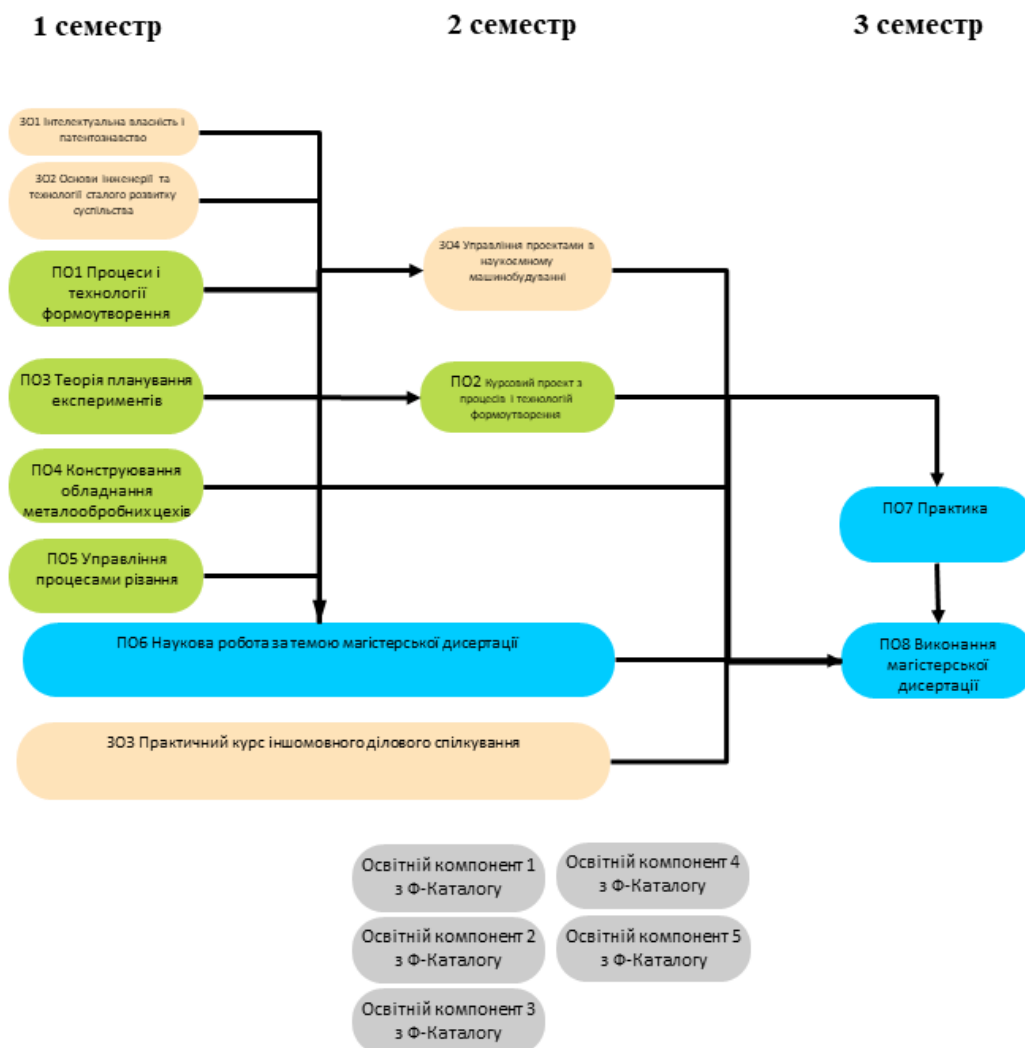 1 семестр
2 семестр
3 семестр
ЗО1 Інтелектуальна власність і
патентознавство
ЗО2 Основи Інженерії та
технології сталого розвитку
суспільства
ПО1 Процеси і
технології
формоутворення
ПО3 Теорія планування
експериментів
ПО4 Конструювання
обладнання
металообробних цехів
ПО5 Управління
процесами різання
ЗО4 Управління проектами в
наукоємному
машинобудуванні
ПО2 Курсовий проект з
процесів і технологій
формоутворення
ПО7 Практика
ПО6 Наукова робота за темою магістерської дисертації
ПО8 Виконання
магістерської
дисертації
ЗО3 Практичний курс іншомовного ділового спілкування
Освітній компонент 1
з Ф-Каталогу
Освітній компонент 4
з Ф-Каталогу
Освітній компонент 2
з Ф-Каталогу
Освітній компонент 5
з Ф-Каталогу
Освітній компонент 3
з Ф-Каталогу